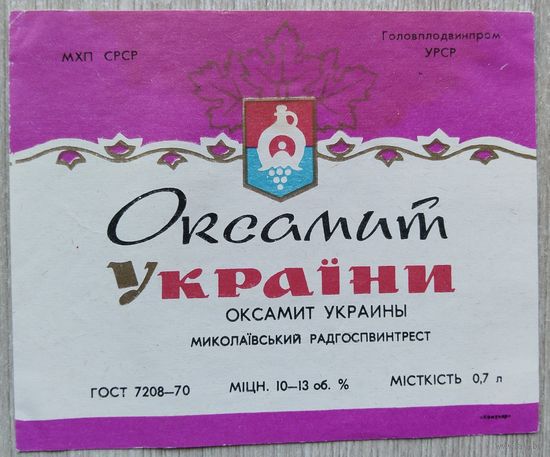 МХП СРСР
Головплодвинпром
УРСР
Оксамит
України
ОКСАМИТ УКРАИНЫ
МИКОЛАЇВСЬКИЙ РАДГОСПВИНТРЕСТ
ГОСТ 7208—70 МІЦН. 10—13 об. % МІСТКІСТЬ 0,7 л